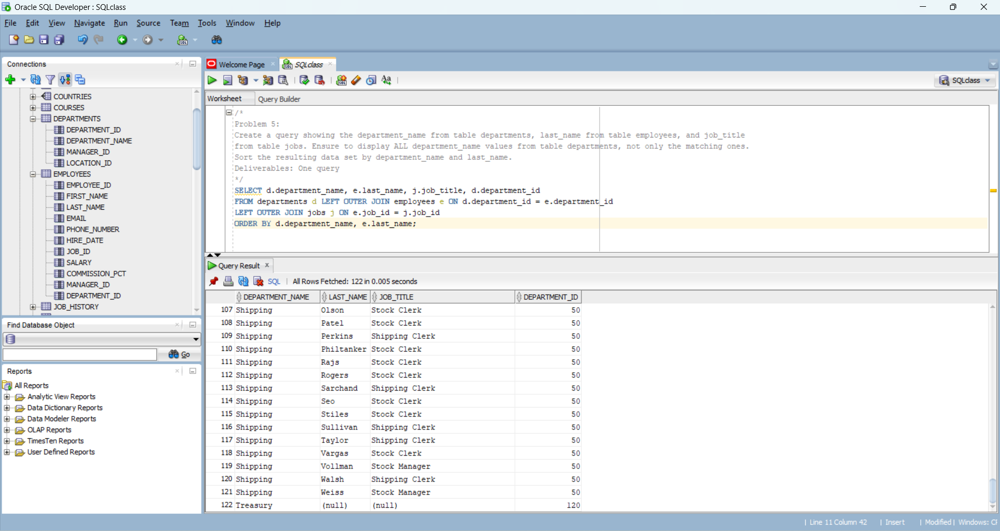 Oracle SQL Developer : SQLclass
File Edit View Navigate Run Source Team Tools Window Help
Connections
COUNTRIES
COURSES
DEPARTMENTS
DEPARTMENT_ID
DEPARTMENT_NAME
MANAGER_ID
LOCATION_ID
EMPLOYEES
EMPLOYEE_ID
FIRST_NAME
LAST_NAME
EMAIL
PHONE_NUMBER
HIRE_DATE
JOB_ID
SALARY
COMMISSION_PCT
MANAGER_ID
DEPARTMENT_ID
JOB_HISTORY
Find Database Object
Go
Reports
All Reports
Analytic View Reports
Data Dictionary Reports
Data Modeler Reports
OLAP Reports
TimesTen Reports
User Defined Reports
Welcome Page
SQLclass
SQLclass
Worksheet Query Builder
/*
Problem 5:
Create a query showing the department_name from table departments, last_name from table employees, and job_title
from table jobs. Ensure to display ALL department_name values from table departments, not only the matching ones.
Sort the resulting data set by department_name and last_name.
Deliverables: One query
*/
SELECT d.department_name, e.last_name, j.job_title, d.department_id
FROM departments d LEFT OUTER JOIN employees e ON d.department_id = e.department_id
LEFT OUTER JOIN jobs j ON e.job_id = j.job_id
ORDER BY d.department_name, e.last_name;
Query Result
SQL | All Rows Fetched: 122 in 0.005 seconds
DEPARTMENT_NAME LAST_NAME JOB_TITLE DEPARTMENT_ID
107 Shipping Olson Stock Clerk 50
108 Shipping Patel Stock Clerk 50
109 Shipping Perkins Shipping Clerk 50
110 Shipping Philtanker Stock Clerk 50
111 Shipping Rajs Stock Clerk 50
112 Shipping Rogers Stock Clerk 50
113 Shipping Sarchand Shipping Clerk 50
114 Shipping Seo Stock Clerk 50
115 Shipping Stiles Stock Clerk 50
116 Shipping Sullivan Shipping Clerk 50
117 Shipping Taylor Shipping Clerk 50
118 Shipping Vargas Stock Clerk 50
119 Shipping Vollman Stock Manager 50
120 Shipping Walsh Shipping Clerk 50
121 Shipping Weiss Stock Manager 50
122 Treasury (null) (null) 120
| Line 11 Column 42 | Insert | Modified | Windows: